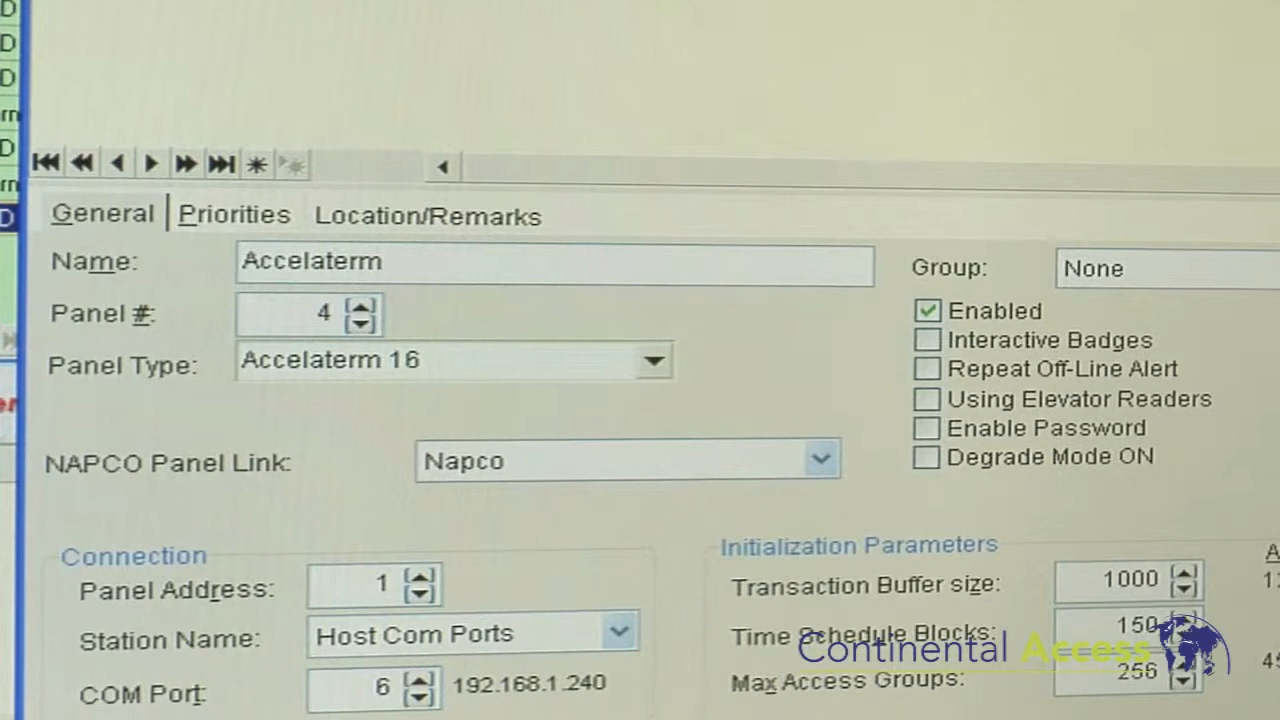 D
D
D
rn
D
rn
D
General Priorities Location/Remarks
Name: Accelaterm Group: None
Panel #: 4 Enabled
Interactive Badges
Panel Type: Accelaterm 16 Repeat Off-Line Alert
Using Elevator Readers
Enable Password
NAPCO Panel Link: Napco Degrade Mode ON
Connection Initialization Parameters
Panel Address: 1 Transaction Buffer size: 1000
Station Name: Host Com Ports Time Schedule Blocks: 150
Continental Access
COM Port: 6 192.168.1.240 Max Access Groups: 256